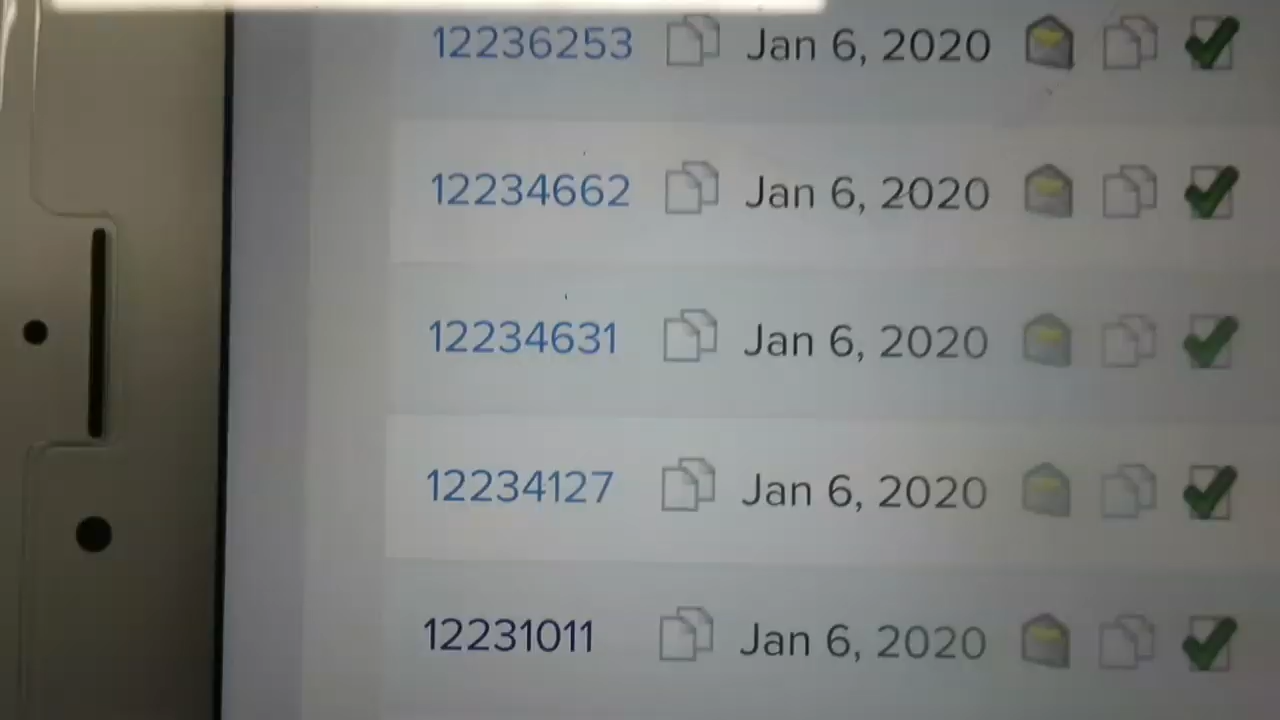 12236253 Jan 6, 2020
12234662 Jan 6, 2020
12234631 Jan 6, 2020
12234127 Jan 6, 2020
12231011 Jan 6, 2020